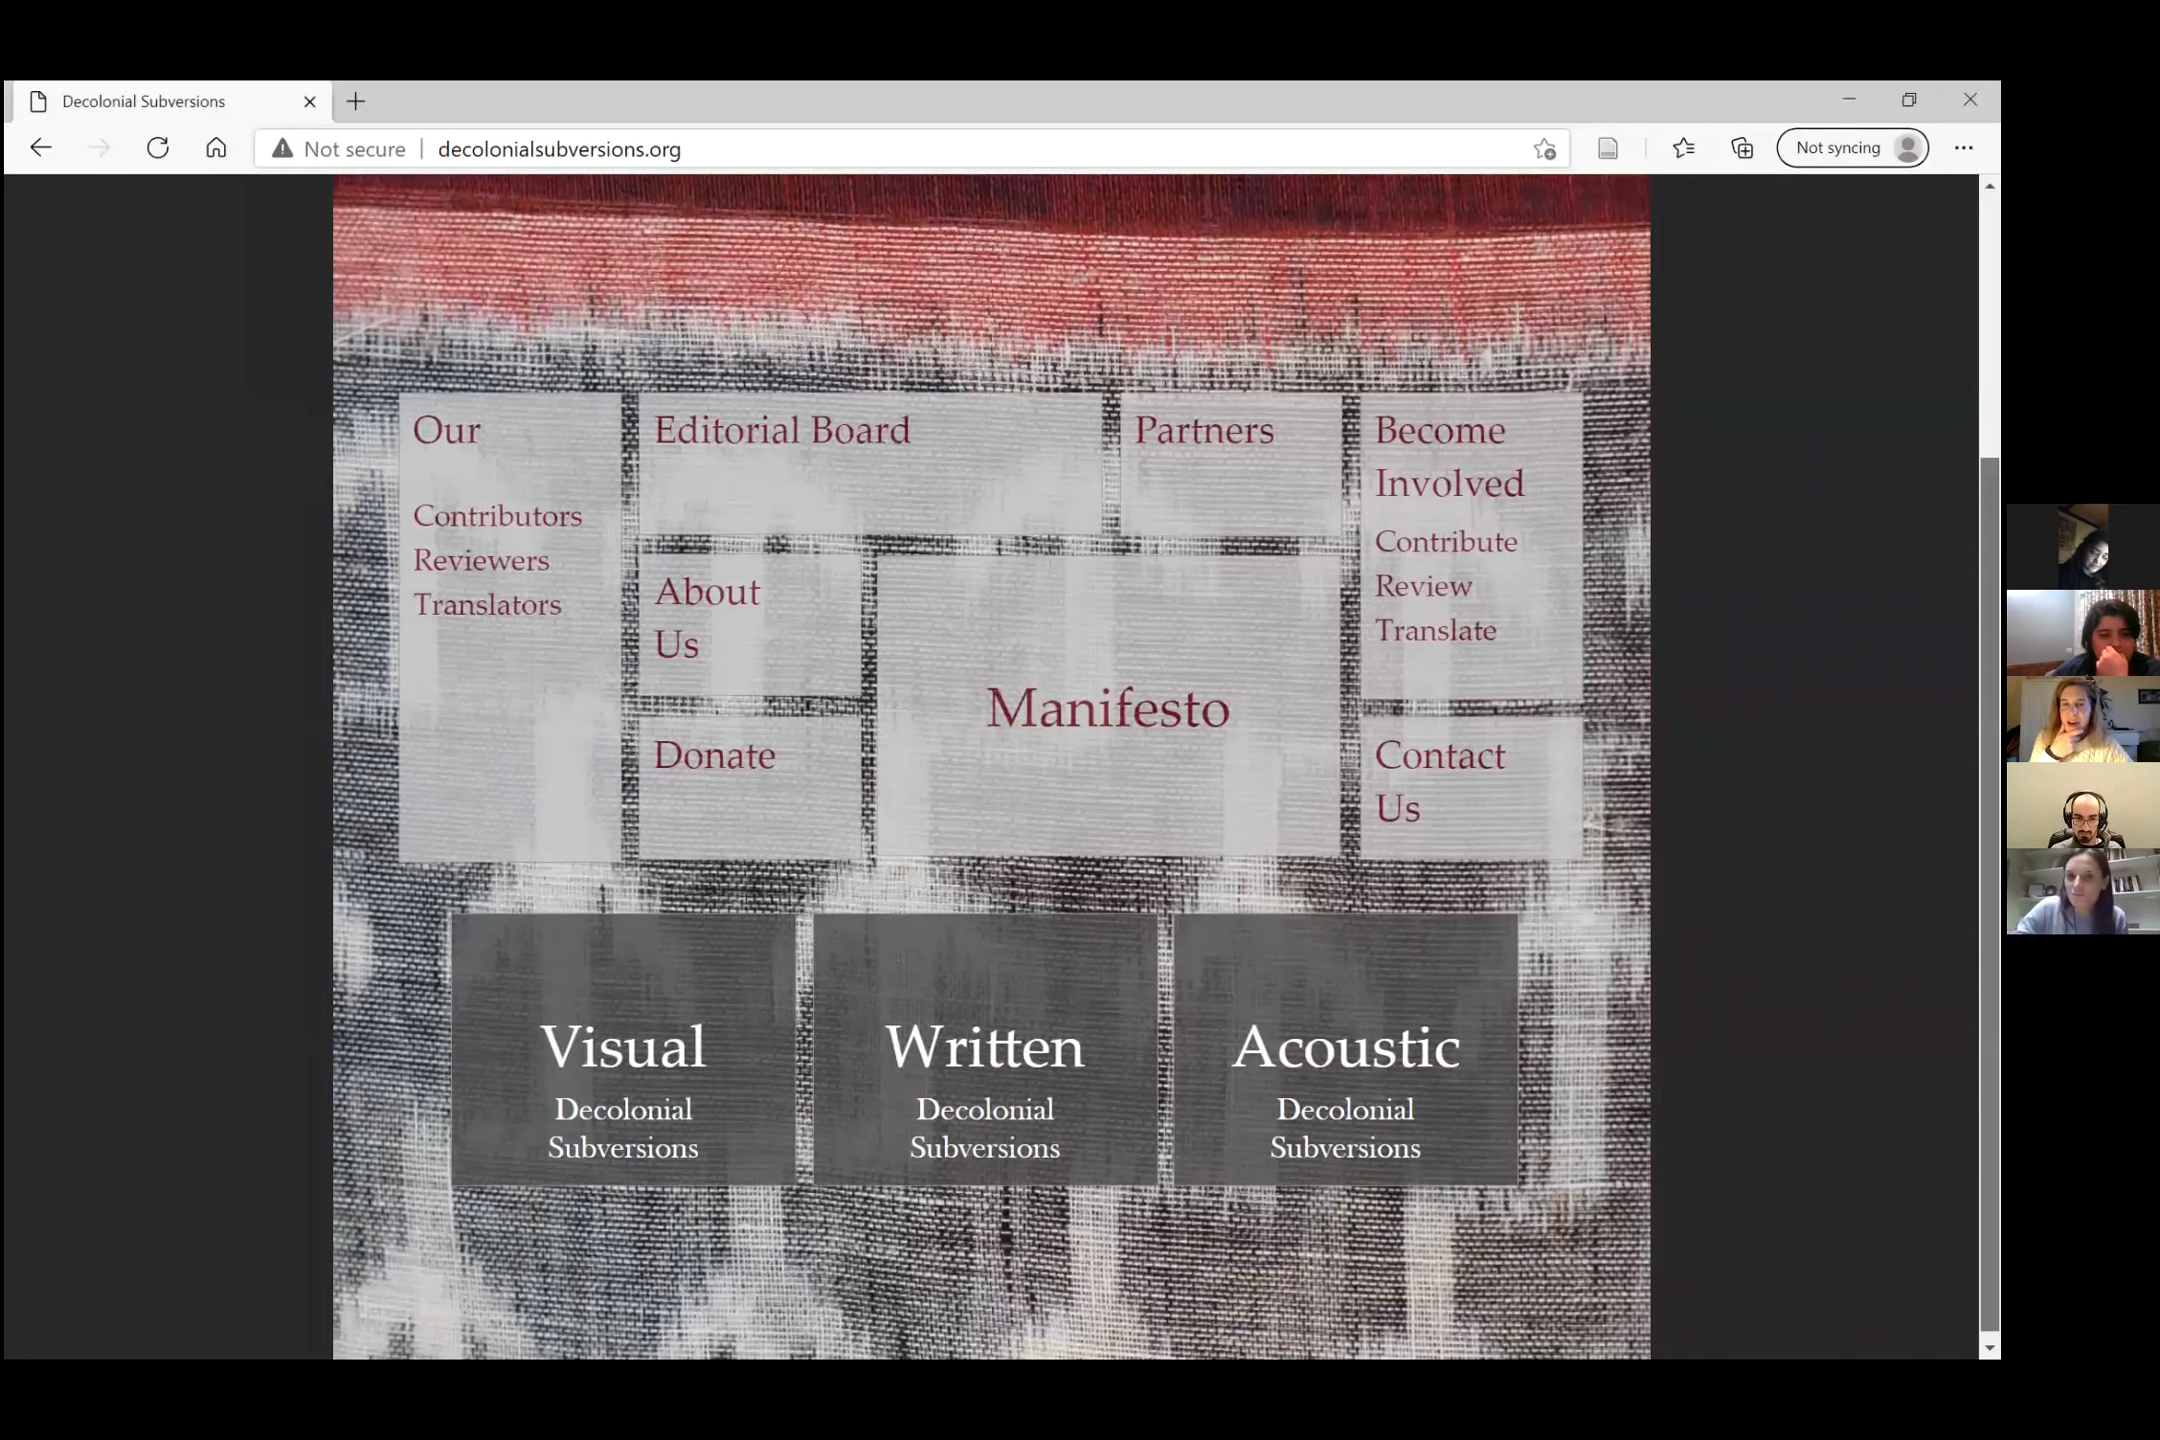 Decolonial Subversions
Not secure
decolonialsubversions.org
Not syncing
Our
Contributors
Reviewers
Translators
Editorial Board
Partners
Become
Involved
Contribute
Review
Translate
About
Us
Manifesto
Donate
Contact
Us
Visual
Decolonial
Subversions
Written
Decolonial
Subversions
Acoustic
Decolonial
Subversions